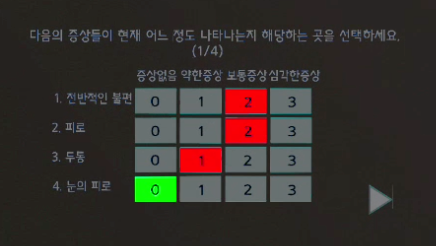 다음의 증상들이 현재 어느 정도 나타나는지 해당하는 곳을 선택하세요.
(1/4)
증상없음 약한증상 보통증상 심각한증상
1. 전반적인 불편 0 1 2 3
2. 피로 0 1 2 3
3. 두통 0 1 2 3
4. 눈의 피로 0 1 2 3